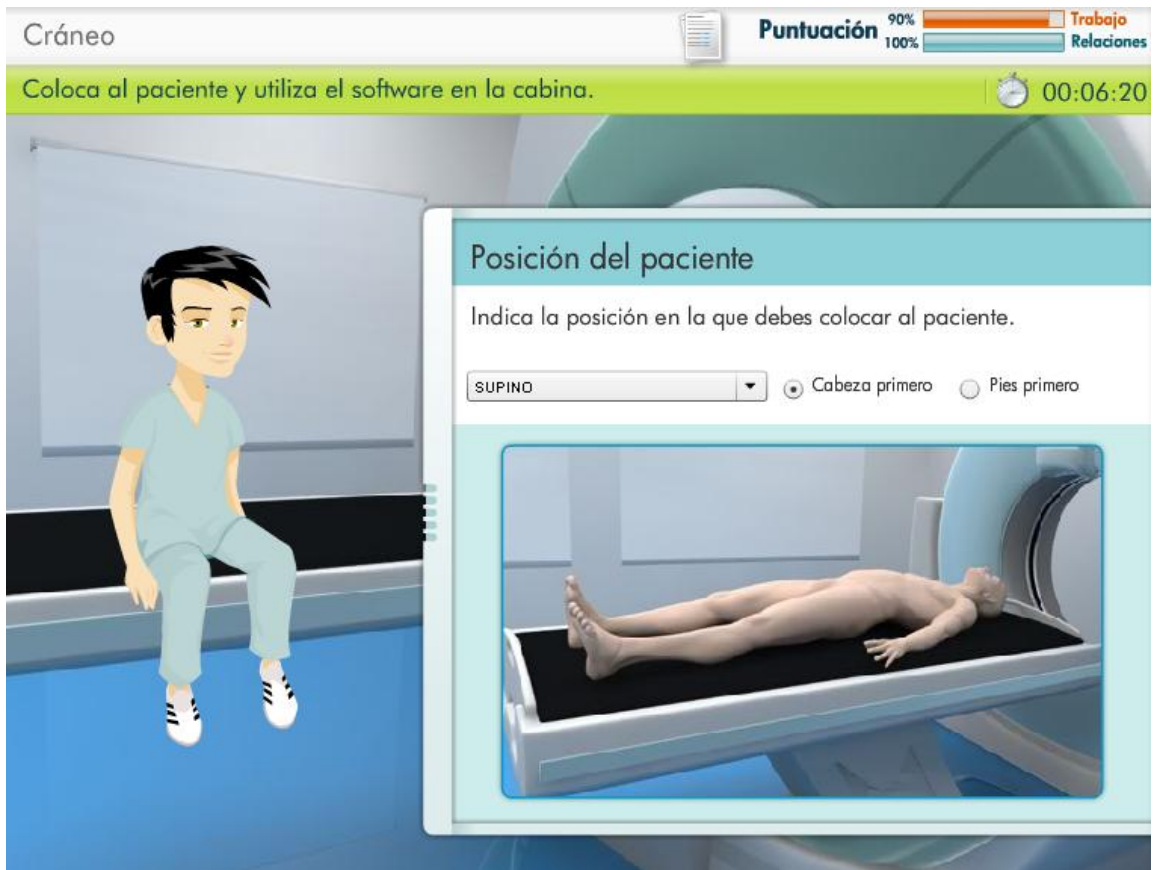 Cráneo
Puntuación
90%
Trabajo
100%
Relaciones
Coloca al paciente y utiliza el software en la cabina.
00:06:20
Posición del paciente
Indica la posición en la que debes colocar al paciente.
SUPINO
Cabeza primero
Pies primero